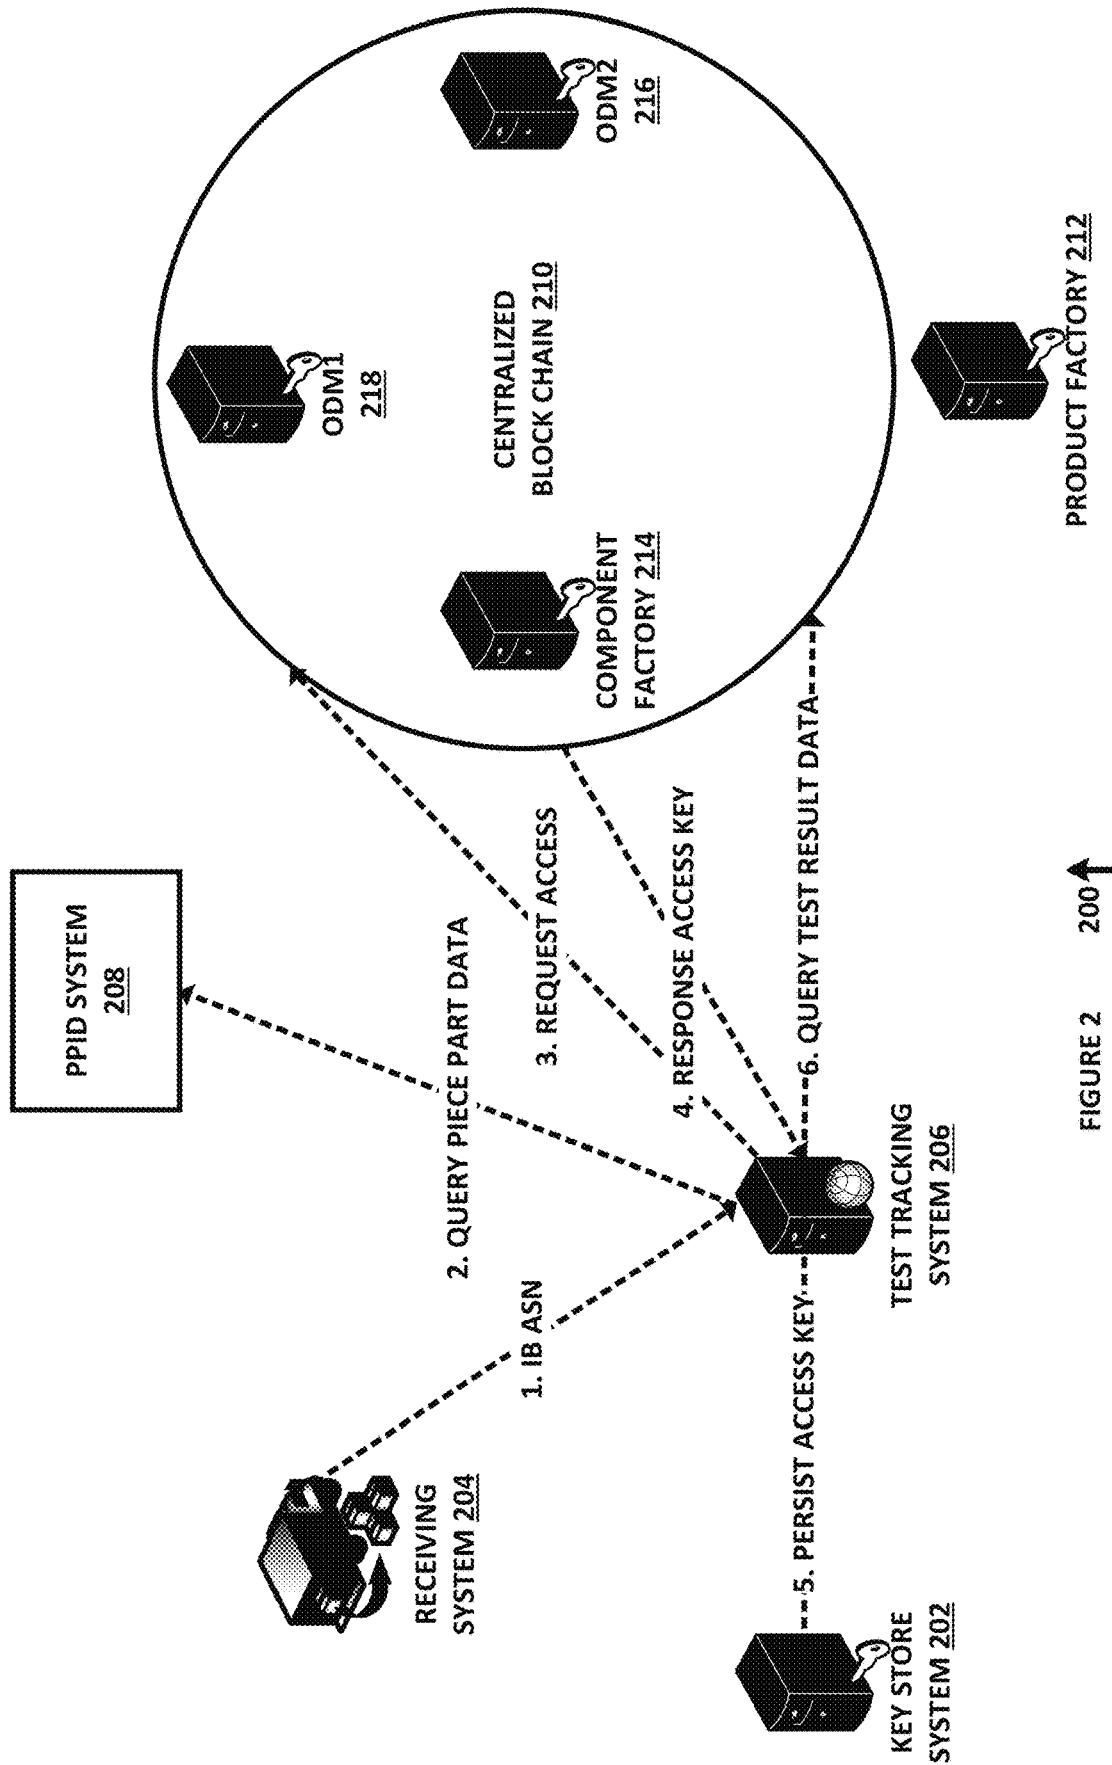 PPID SYSTEM
208
RECEIVING
SYSTEM 204
1. IB ASN
2. QUERY PIECE PART DATA
3. REQUEST ACCESS
4. RESPONSE ACCESS KEY
5. PERSIST ACCESS KEY
6. QUERY TEST RESULT DATA
KEY STORE
SYSTEM 202
TEST TRACKING
SYSTEM 206
ODM1
218
CENTRALIZED
BLOCK CHAIN 210
COMPONENT
FACTORY 214
ODM2
216
PRODUCT FACTORY 212
FIGURE 2
200